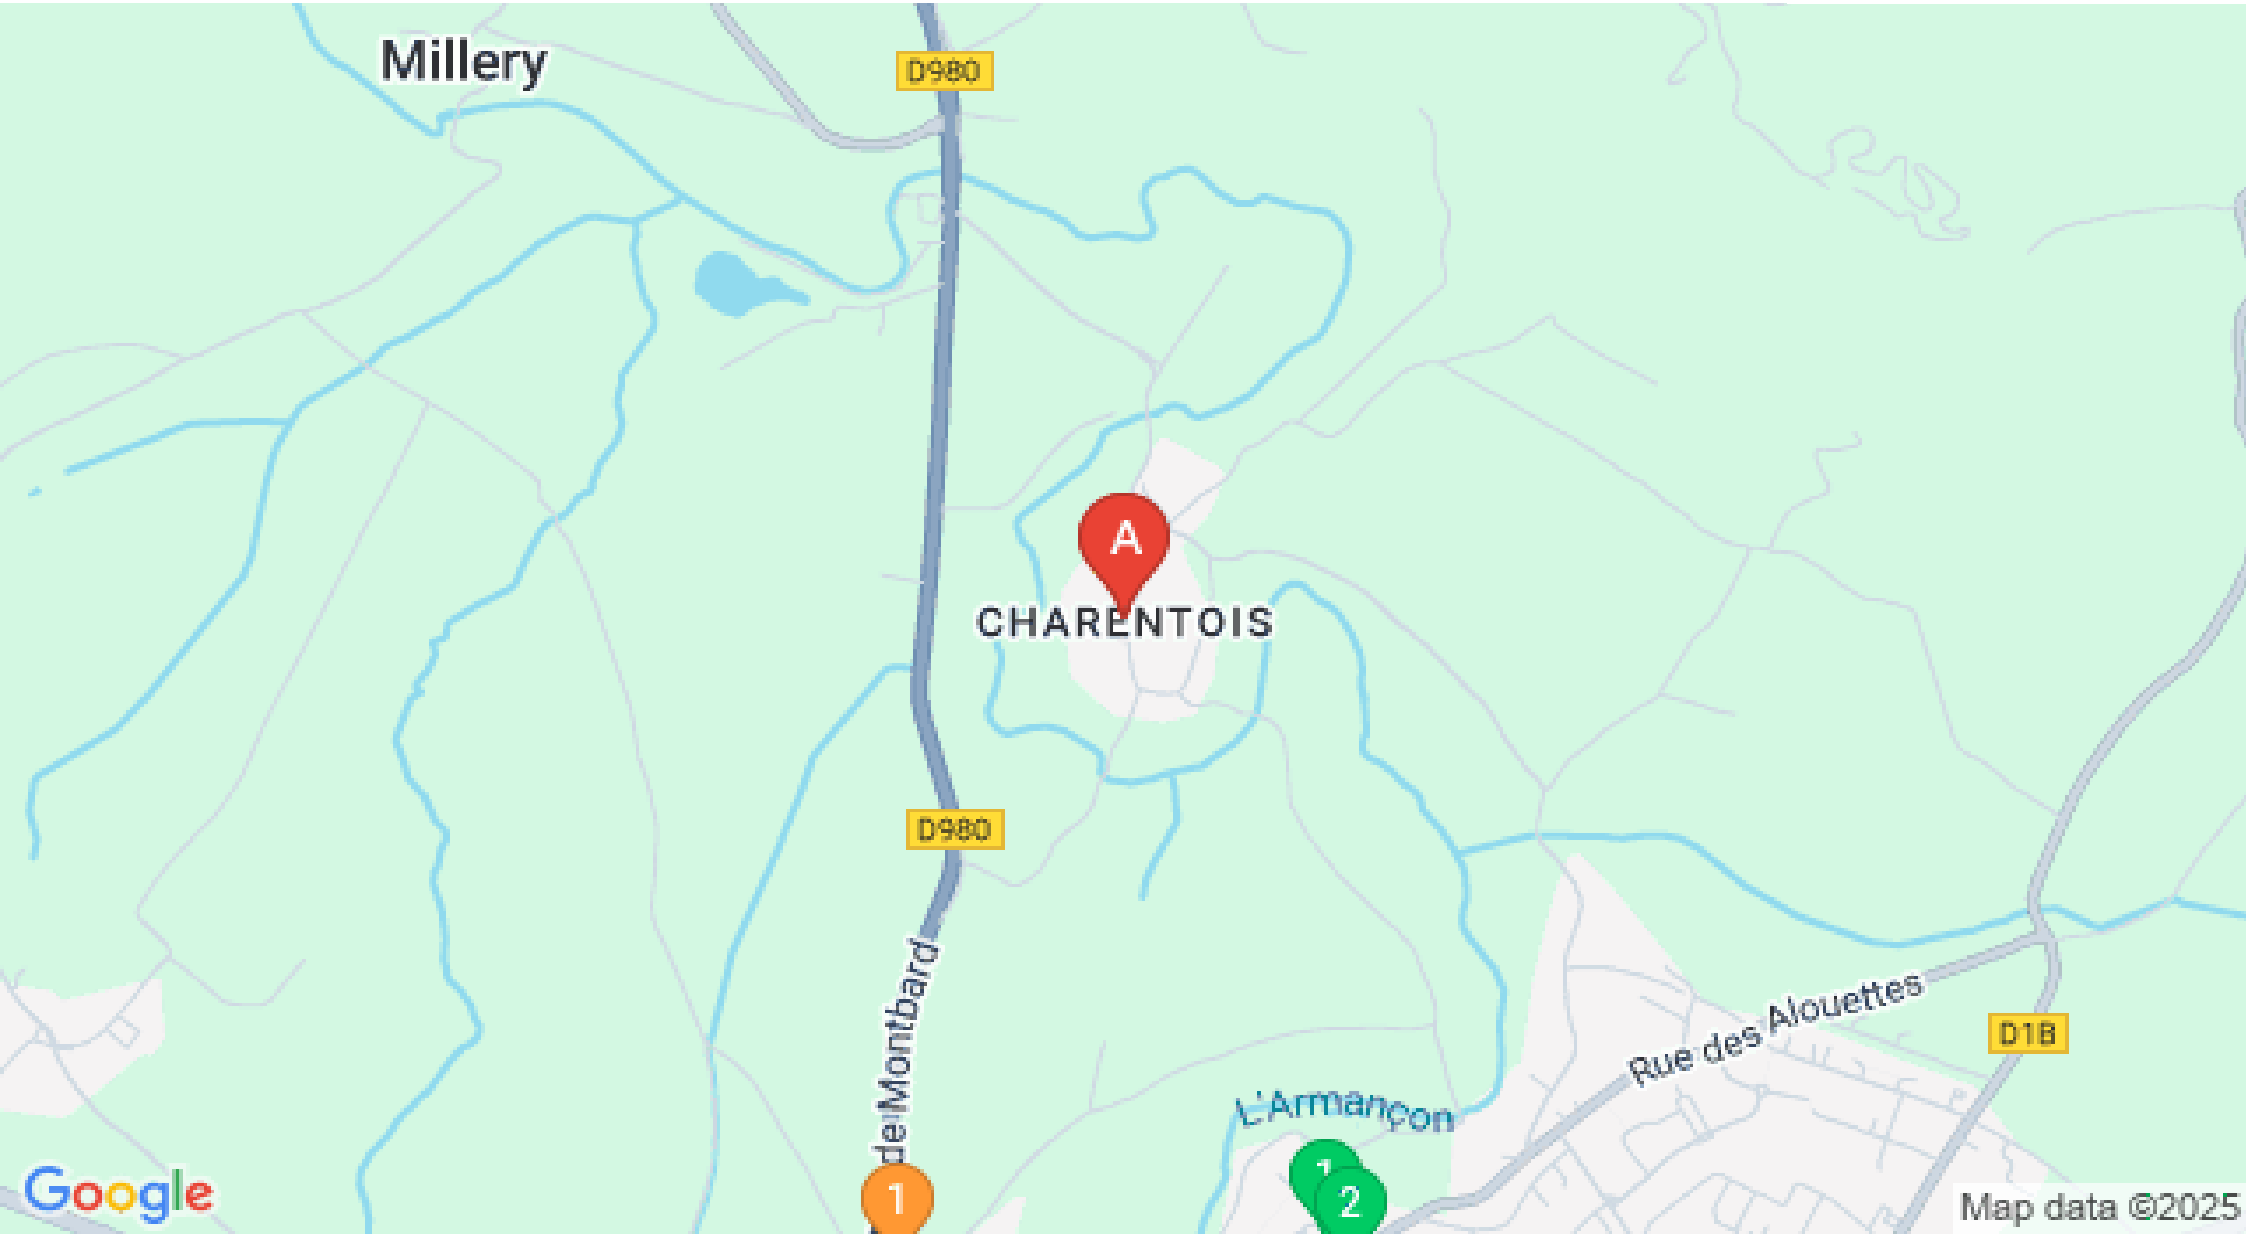 Millery
D980
A
CHARENTOIS
D980
de Montbard
Rue des Alouettes
D1B
L'Armançon
1
1
2
Google
Map data ©2025